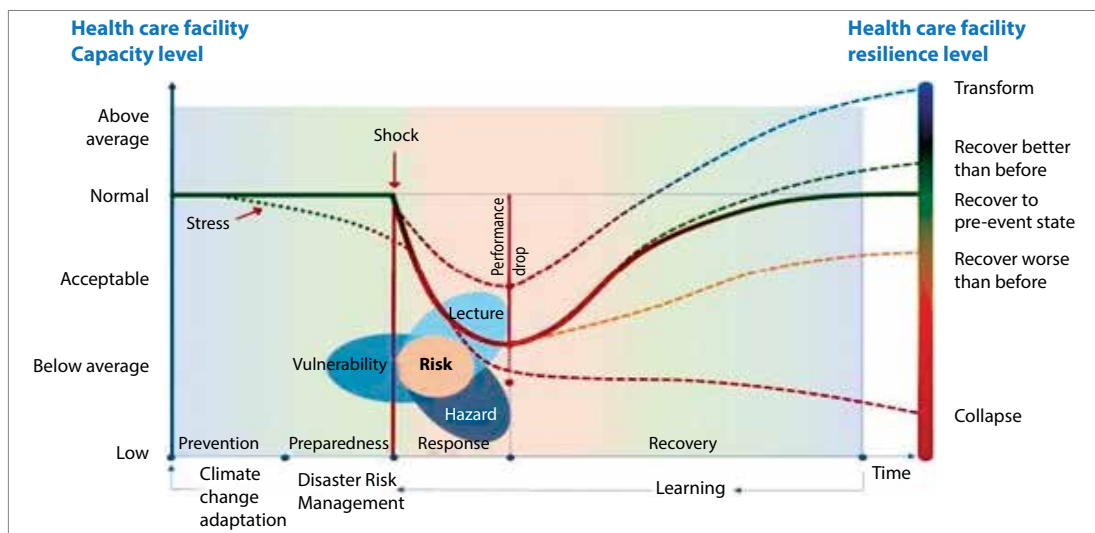 Health care facility
Capacity level
Health care facility
resilience level
Above
average
Normal
Acceptable
Below average
Low
Shock
Stress
Performance
drop
Lecture
Vulnerability
Risk
Hazard
Transform
Recover better
than before
Recover to
pre-event state
Recover worse
than before
Collapse
Prevention
Preparedness
Response
Recovery
Time
Climate
change
adaptation
Disaster Risk
Management
Learning